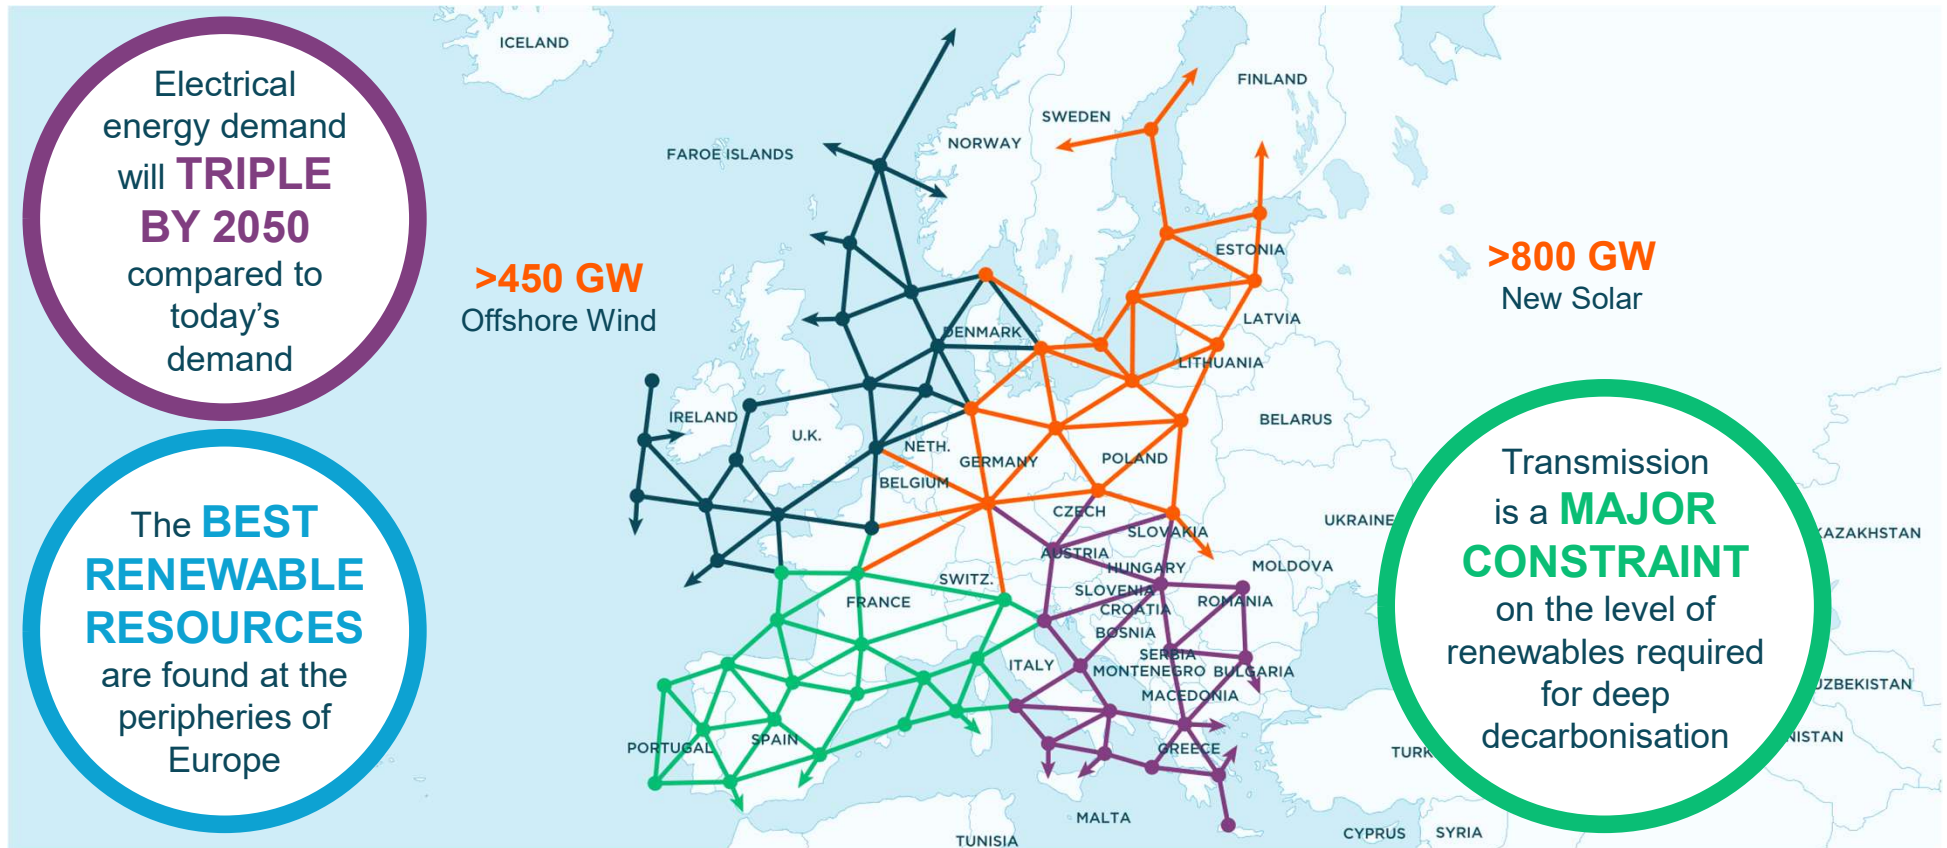 Electrical
energy demand
will TRIPLE
BY 2050
compared to
today's
demand
The BEST
RENEWABLE
RESOURCES
are found at the
peripheries of
Europe
>450 GW
Offshore Wind
>800 GW
New Solar
Transmission
is a MAJOR
CONSTRAINT
on the level of
renewables required
for deep
decarbonisation
ICELAND
FAROE ISLANDS
NORWAY
SWEDEN
FINLAND
ESTONIA
LATVIA
LITHUANIA
DENMARK
IRELAND
U.K.
NETH.
BELGIUM
GERMANY
POLAND
BELARUS
CZECH
SLOVAKIA
UKRAINE
AUSTRIA
HUNGARY
MOLDOVA
SWITZ.
SLOVENIA
CROATIA
ROMANIA
FRANCE
BOSNIA
SERBIA
ITALY
MONTENEGRO
BULGARIA
MACEDONIA
PORTUGAL
SPAIN
GREECE
TURK
MALTA
TUNISIA
CYPRUS
SYRIA
KAZAKHSTAN
UZBEKISTAN
NISTAN